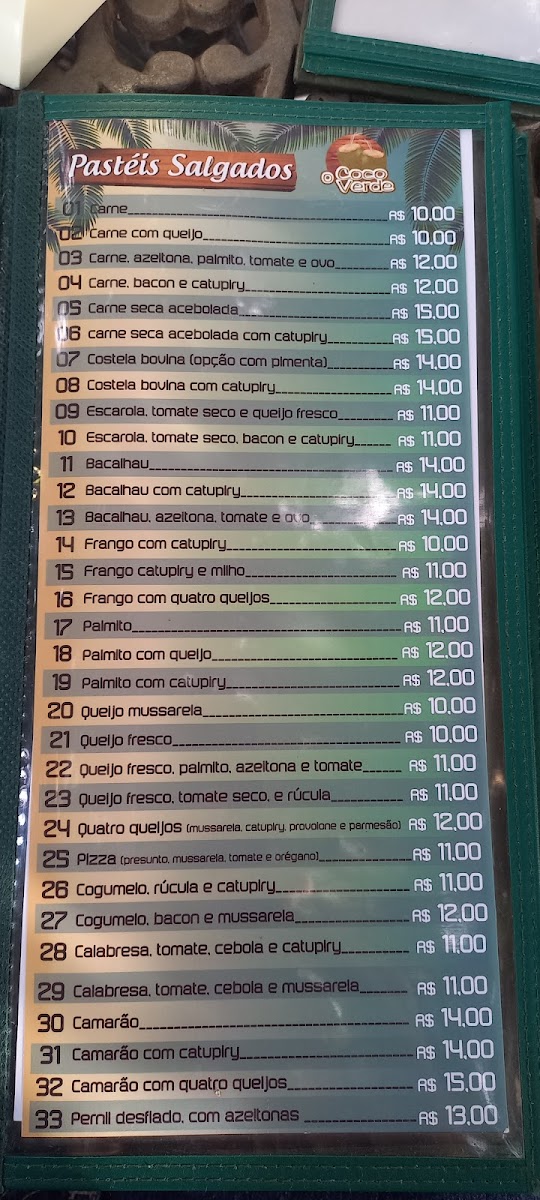 Pastéis Salgados
O Coco Verde
01 Carne R$ 10,00
02 Carne com queijo R$ 10,00
03 Carne, azeitona, palmito, tomate e ovo R$ 12,00
04 Carne, bacon e catupiry R$ 12,00
05 Carne seca acebolada R$ 15,00
06 Carne seca acebolada com catupiry R$ 15,00
07 Costela bovina (opção com pimenta) R$ 14,00
08 Costela bovina com catupiry R$ 14,00
09 Escarola, tomate seco e queijo fresco R$ 11,00
10 Escarola, tomate seco, bacon e catupiry R$ 11,00
11 Bacalhau R$ 14,00
12 Bacalhau com catupiry R$ 14,00
13 Bacalhau, azeitona, tomate e ovo R$ 14,00
14 Frango com catupiry R$ 10,00
15 Frango catupiry e milho R$ 11,00
16 Frango com quatro queijos R$ 12,00
17 Palmito R$ 11,00
18 Palmito com queijo R$ 12,00
19 Palmito com catupiry R$ 12,00
20 Queijo mussarela R$ 10,00
21 Queijo fresco R$ 10,00
22 Queijo fresco, palmito, azeitona e tomate R$ 11,00
23 Queijo fresco, tomate seco, e rúcula R$ 11,00
24 Quatro queijos (mussarela, catupiry, provolone e parmesão) R$ 12,00
25 Pizza (presunto, mussarela, tomate e orégano) R$ 11,00
26 Cogumelo, rúcula e catupiry R$ 11,00
27 Cogumelo, bacon e mussarela R$ 12,00
28 Calabresa, tomate, cebola e catupiry R$ 11,00
29 Calabresa, tomate, cebola e mussarela R$ 11,00
30 Camarão R$ 14,00
31 Camarão com catupiry R$ 14,00
32 Camarão com quatro queijos R$ 15,00
33 Pernil desfiado, com azeitonas R$ 13,00